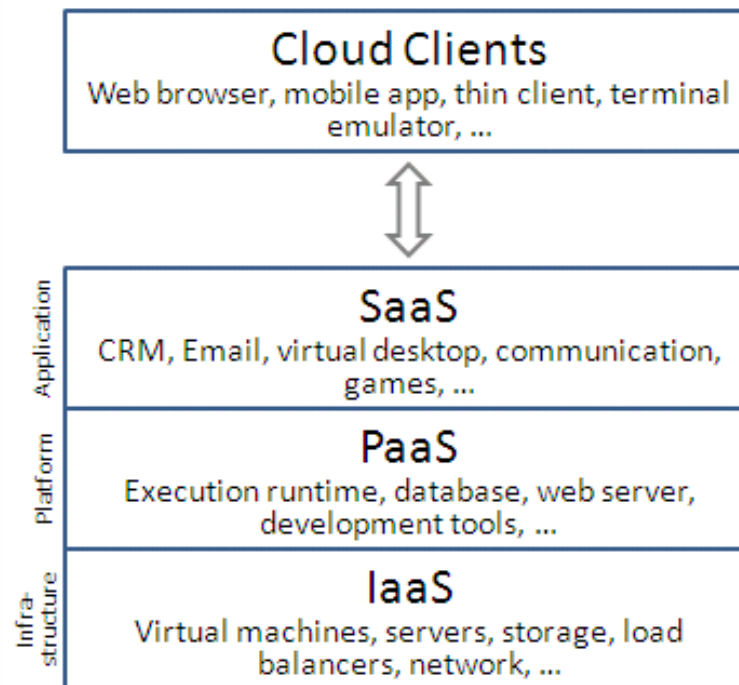 Cloud Clients
Web browser, mobile app, thin client, terminal
emulator, ...
Application
SaaS
CRM, Email, virtual desktop, communication,
games, ...
Platform
PaaS
Execution runtime, database, web server,
development tools, ...
Infra-
structure
IaaS
Virtual machines, servers, storage, load
balancers, network, ...